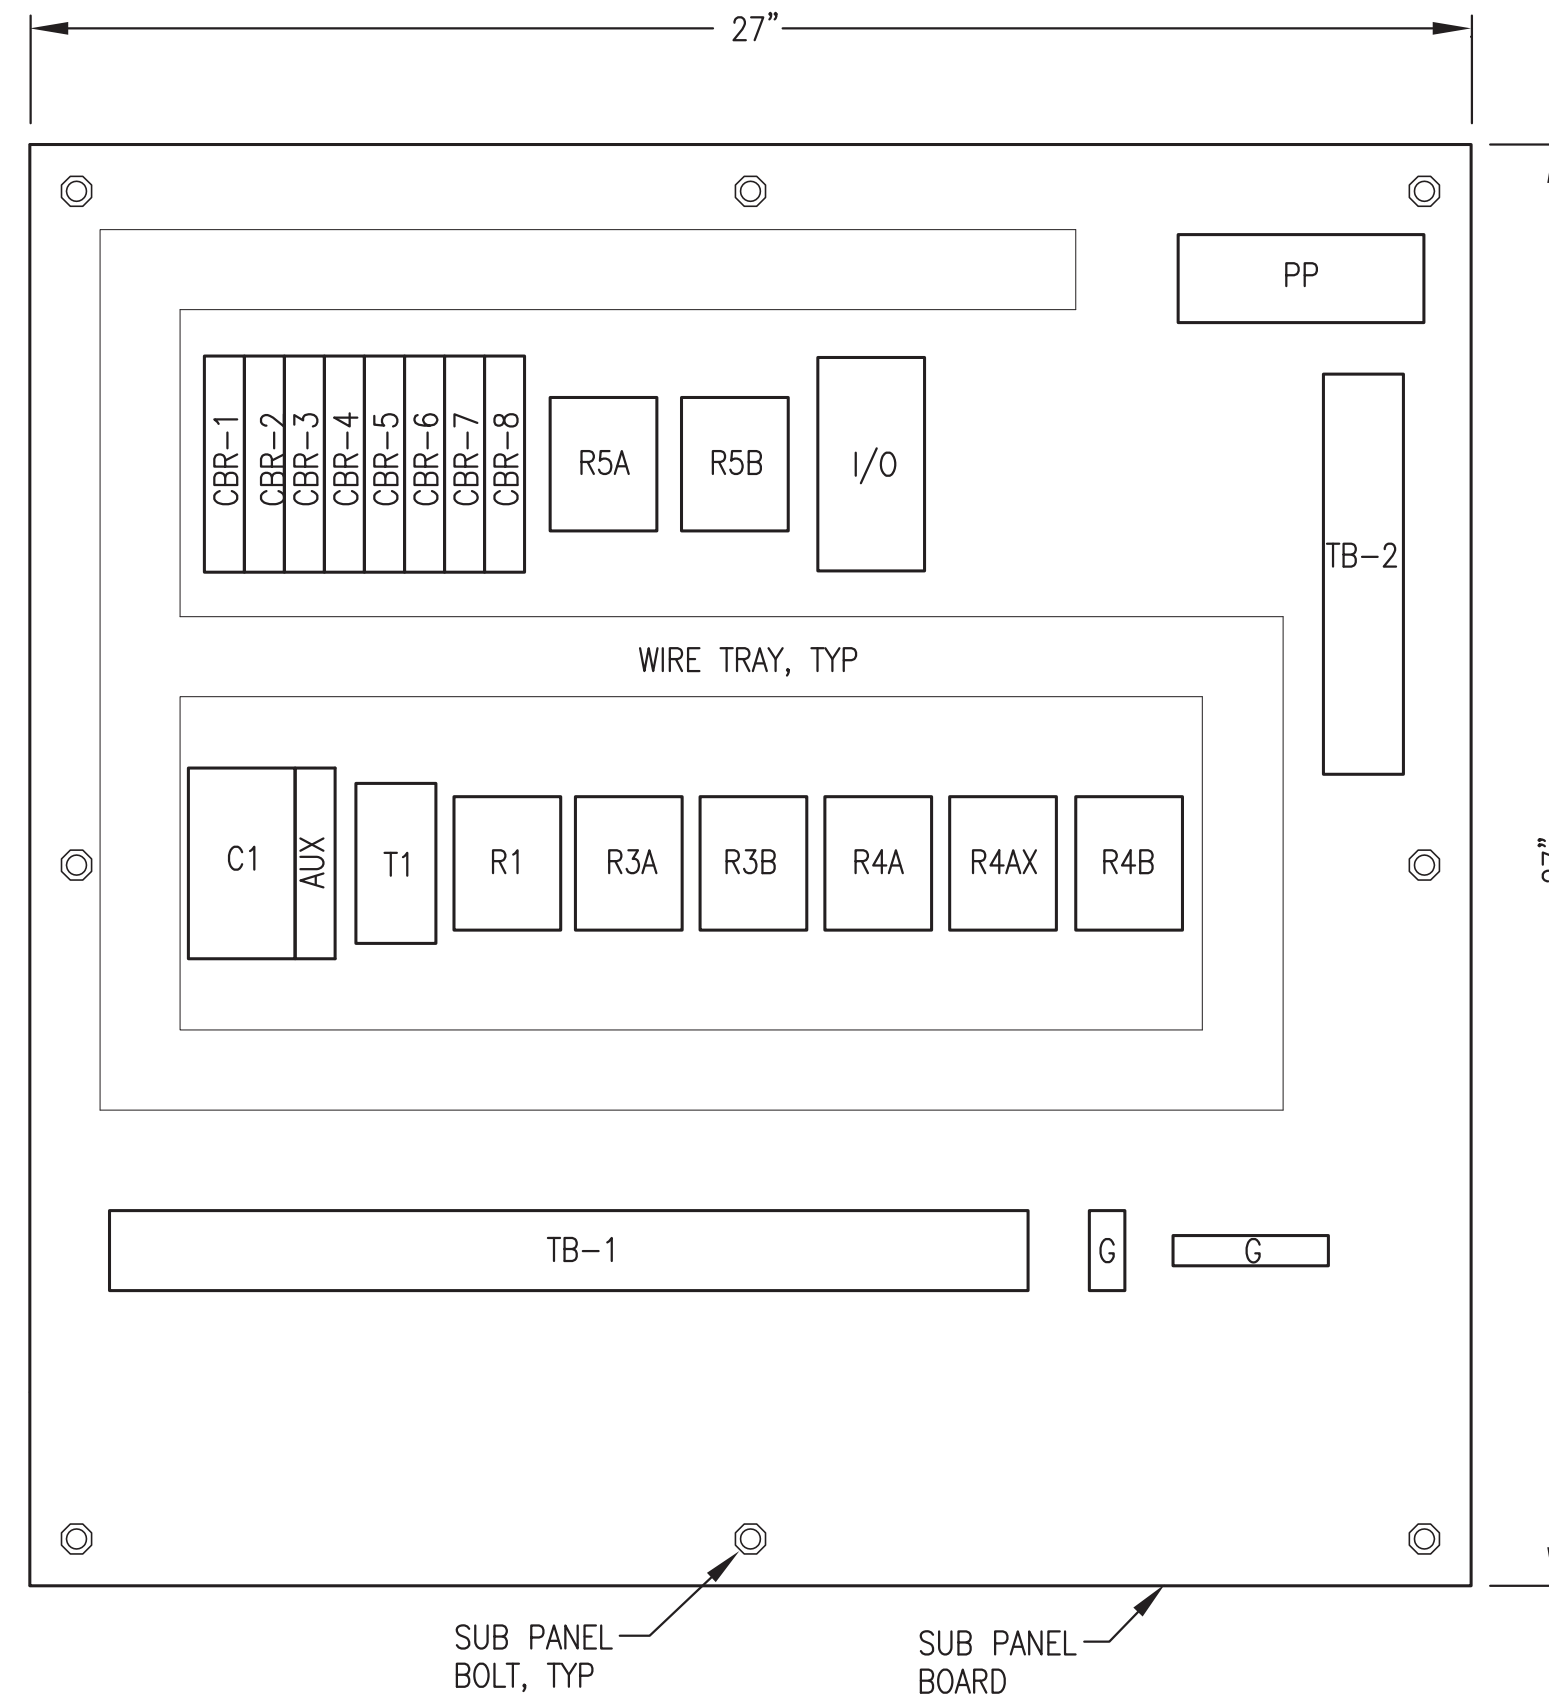 27"
PP
CBR-1
CBR-2
CBR-3
CBR-4
CBR-5
CBR-6
CBR-7
CBR-8
R5A
R5B
I/O
TB-2
WIRE TRAY, TYP
C1
AUX
T1
R1
R3A
R3B
R4A
R4AX
R4B
TB-1
G
G
SUB PANEL
BOLT, TYP
SUB PANEL
BOARD